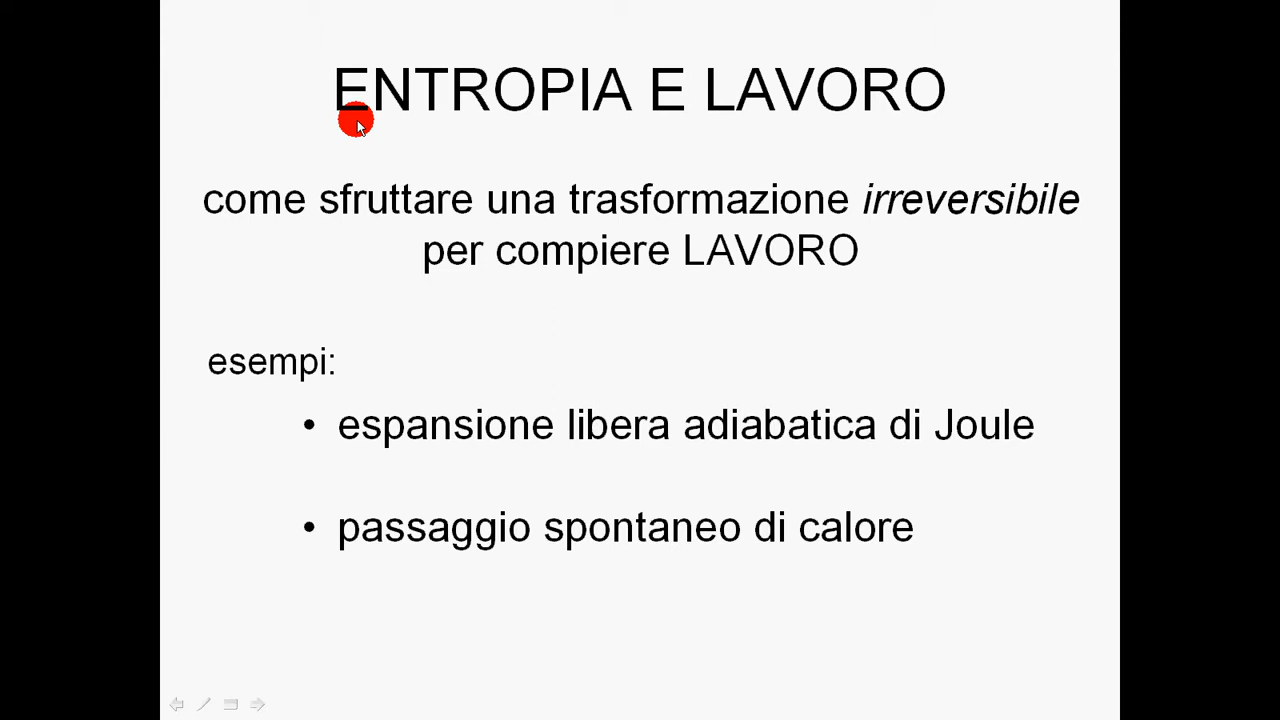 ENTROPIA E LAVORO
come sfruttare una trasformazione irreversibile
per compiere LAVORO
esempi:
• espansione libera adiabatica di Joule
• passaggio spontaneo di calore